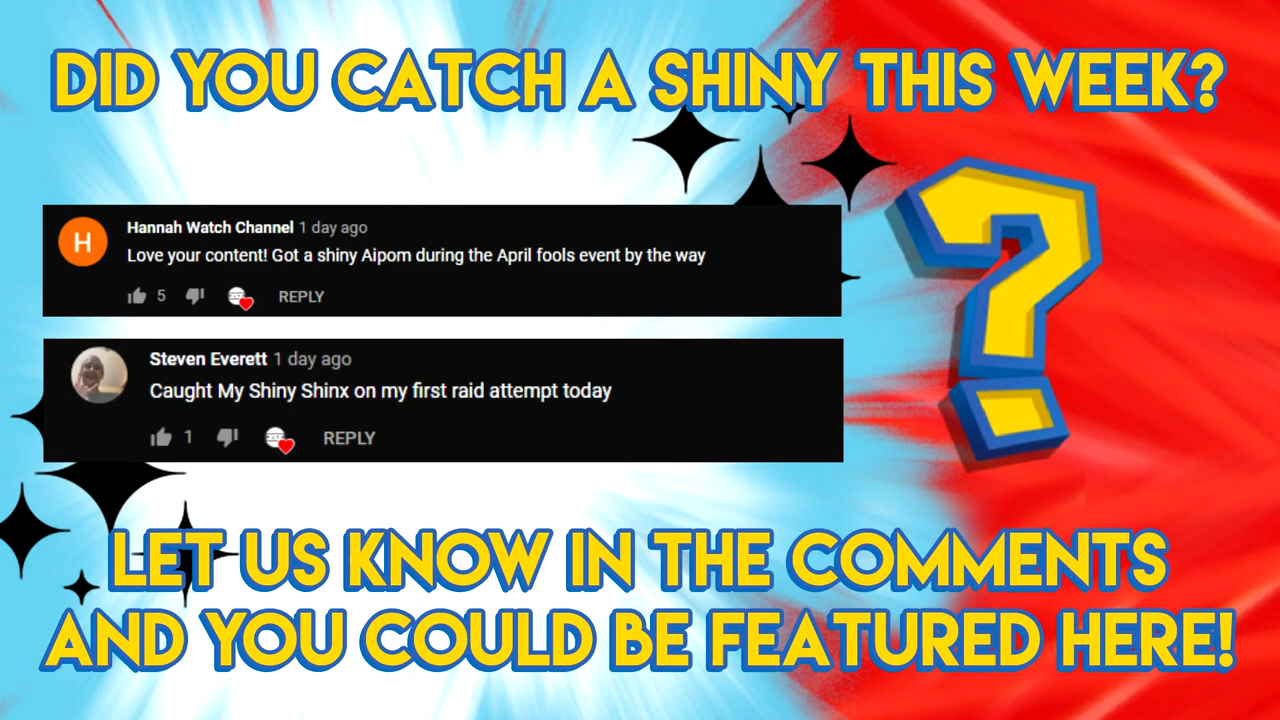 DID YOU CATCH A SHINY THIS WEEK?
?
H
Hannah Watch Channel 1 day ago
Love your content! Got a shiny Aipom during the April fools event by the way
5 REPLY
Steven Everett 1 day ago
Caught My Shiny Shinx on my first raid attempt today
1 REPLY
LET US KNOW IN THE COMMENTS
AND YOU COULD BE FEATURED HERE!